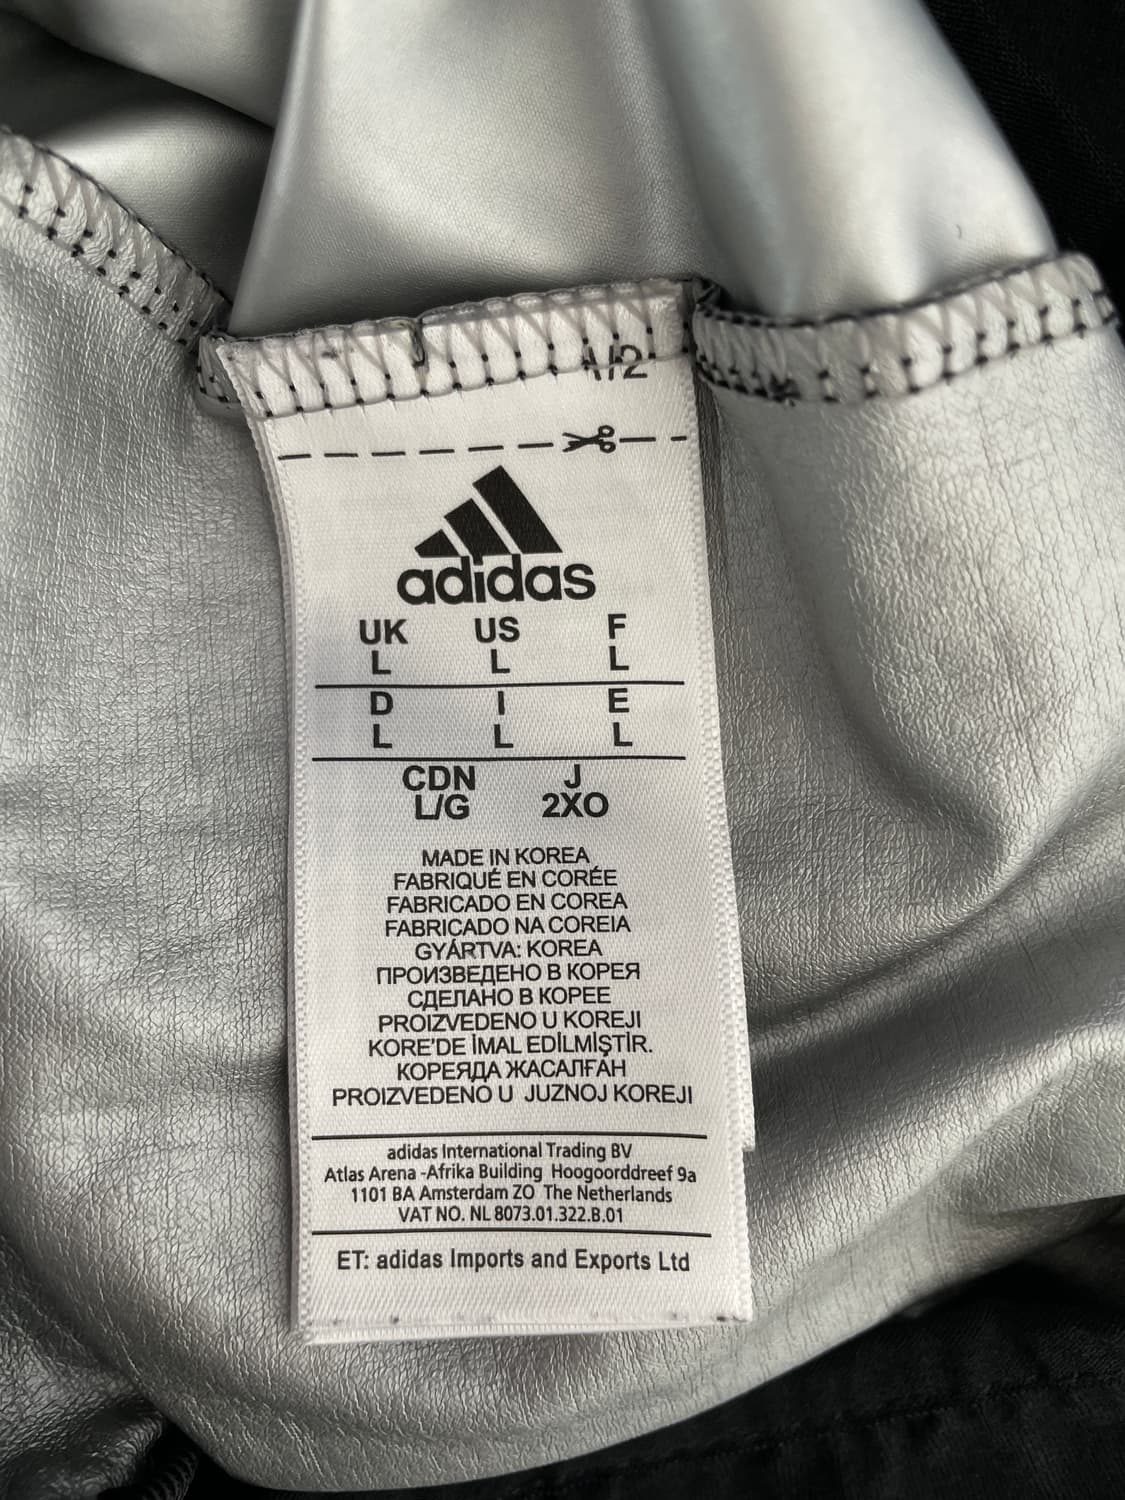 1/2
adidas
UK US F
L L L
D I E
L L L
CDN J
L/G 2XO
MADE IN KOREA
FABRIQUÉ EN CORÉE
FABRICADO EN COREA
FABRICADO NA COREIA
GYÁRTVA: KOREA
ПРОИЗВЕДЕНО В КОРЕЯ
СДЕЛАНО В КОРЕЕ
PROIZVEDENO U KOREJI
KORE'DE İMAL EDİLMİŞTİR.
КОРЕЯДА ЖАСАЛҒАН
PROIZVEDENO U JUZNOJ KOREJI
adidas International Trading BV
Atlas Arena -Afrika Building Hoogoorddreef 9a
1101 BA Amsterdam ZO The Netherlands
VAT NO. NL 8073.01.322.B.01
ET: adidas Imports and Exports Ltd